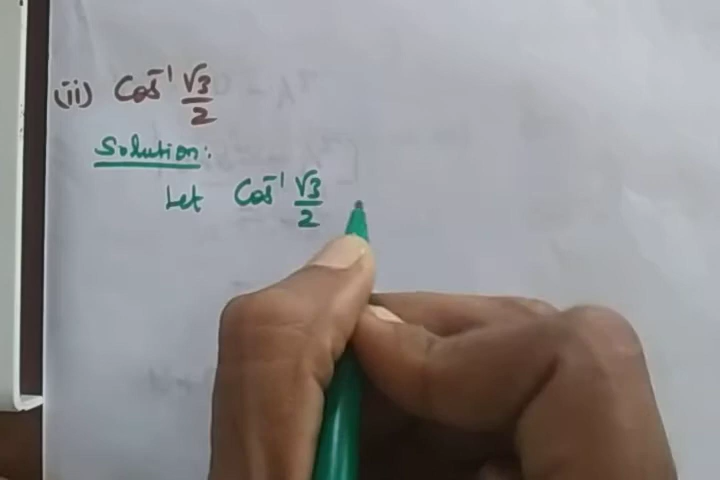 (ii) Cos⁻¹ √3/2
Solution:
Let Cos⁻¹ √3/2